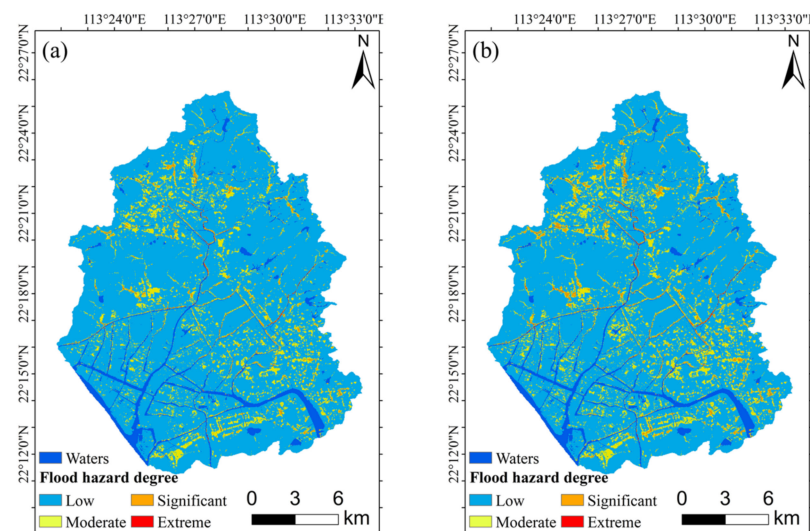 113°24'0"E 113°27'0"E 113°30'0"E 113°33'0"E
(a)
N
22°27'0"N
22°24'0"N
22°21'0"N
22°18'0"N
22°15'0"N
22°12'0"N
Waters
Flood hazard degree
Low Significant
Moderate Extreme
0 3 6
km
113°24'0"E 113°27'0"E 113°30'0"E 113°33'0"E
(b)
N
22°27'0"N
22°24'0"N
22°21'0"N
22°18'0"N
22°15'0"N
22°12'0"N
Waters
Flood hazard degree
Low Significant
Moderate Extreme
0 3 6
km